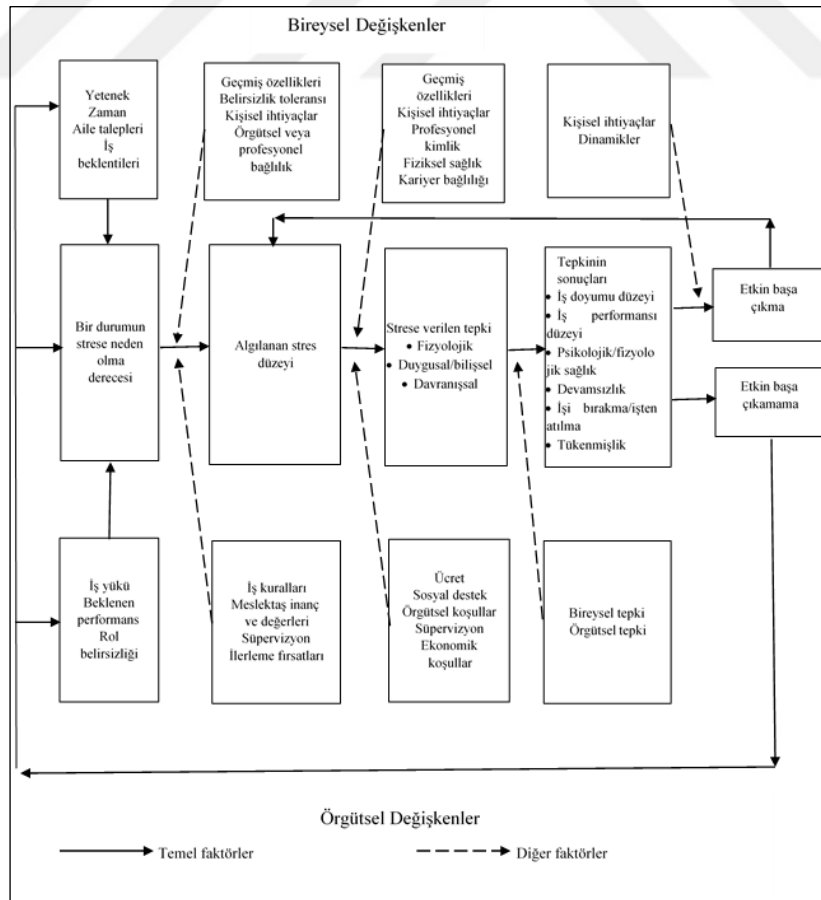 Bireysel Değişkenler
Yetenek
Zaman
Aile talepleri
İş
beklentileri
Geçmiş özellikleri
Belirsizlik toleransı
Kişisel ihtiyaçlar
Örgütsel veya
profesyonel
bağlılık
Geçmiş
özellikleri
Kişisel ihtiyaçlar
Profesyonel
kimlik
Fiziksel sağlık
Kariyer bağlılığı
Kişisel ihtiyaçlar
Dinamikler
Bir durumun
strese neden
olma
derecesi
Algılanan stres
düzeyi
Strese verilen tepki
• Fizyolojik
• Duygusal/bilişsel
• Davranışsal
Tepkinin
sonuçları
• İş doyumu düzeyi
• İş performansı
düzeyi
• Psikolojik/fizyolo
jik sağlık
• Devamsızlık
• İşi bırakma/işten
atılma
• Tükenmişlik
Etkin başa
çıkma
Etkin başa
çıkamama
İş yükü
Beklenen
performans
Rol
belirsizliği
İş kuralları
Meslektaş inanç
ve değerleri
Süpervizyon
İlerleme fırsatları
Ücret
Sosyal destek
Örgütsel koşullar
Süpervizyon
Ekonomik
koşullar
Bireysel tepki
Örgütsel tepki
Örgütsel Değişkenler
Temel faktörler
Diğer faktörler